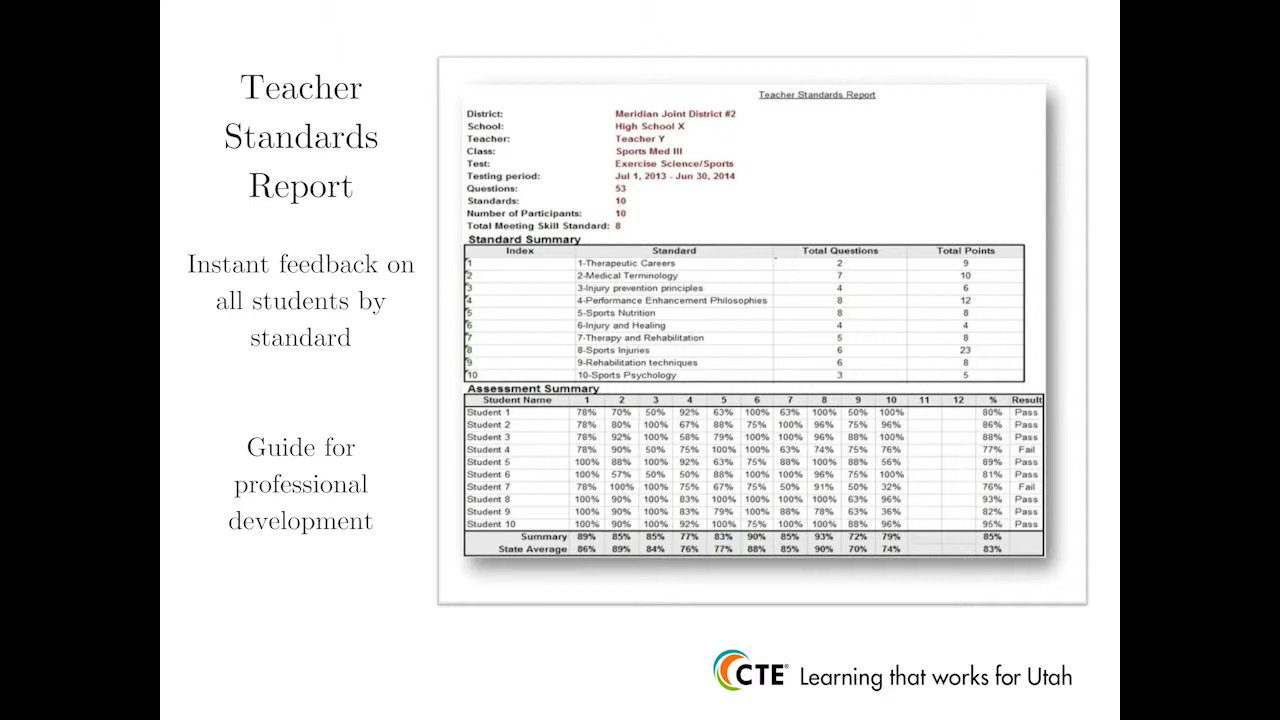 Teacher
Standards
Report
Instant feedback on
all students by
standard
Guide for
professional
development
Teacher Standards Report
District: Meridian Joint District #2
School: High School X
Teacher: Teacher Y
Class: Sports Med III
Test: Exercise Science/Sports
Testing period: Jul 1, 2013 - Jun 30, 2014
Questions: 53
Standards: 10
Number of Participants: 10
Total Meeting Skill Standard: 8
Standard Summary
Index Standard Total Questions Total Points
1 1-Therapeutic Careers 2 9
2 2-Medical Terminology 7 10
3 3-Injury prevention principles 4 6
4 4-Performance Enhancement Philosophies 8 12
5 5-Sports Nutrition 8 8
6 6-Injury and Healing 4 4
7 7-Therapy and Rehabilitation 5 8
8 8-Sports Injuries 6 23
9 9-Rehabilitation techniques 6 8
10 10-Sports Psychology 3 5
Assessment Summary
Student Name 1 2 3 4 5 6 7 8 9 10 11 12 % Result
Student 1 78% 70% 50% 92% 63% 100% 63% 100% 50% 100% 80% Pass
Student 2 78% 80% 100% 67% 88% 75% 100% 96% 75% 96% 86% Pass
Student 3 78% 92% 100% 58% 79% 100% 100% 96% 88% 100% 88% Pass
Student 4 78% 90% 50% 75% 100% 100% 63% 74% 75% 76% 77% Fail
Student 5 100% 88% 100% 92% 63% 75% 88% 100% 88% 56% 89% Pass
Student 6 100% 57% 50% 50% 88% 100% 100% 96% 75% 100% 81% Pass
Student 7 78% 100% 100% 75% 67% 75% 50% 91% 50% 32% 76% Fail
Student 8 100% 90% 100% 83% 100% 100% 100% 100% 63% 96% 93% Pass
Student 9 100% 90% 100% 83% 79% 100% 88% 78% 63% 36% 82% Pass
Student 10 100% 90% 100% 92% 100% 75% 100% 100% 88% 96% 95% Pass
Summary 89% 85% 85% 77% 83% 90% 85% 93% 72% 79% 85%
State Average 86% 89% 84% 76% 77% 88% 85% 90% 70% 74% 83%
CTE® Learning that works for Utah